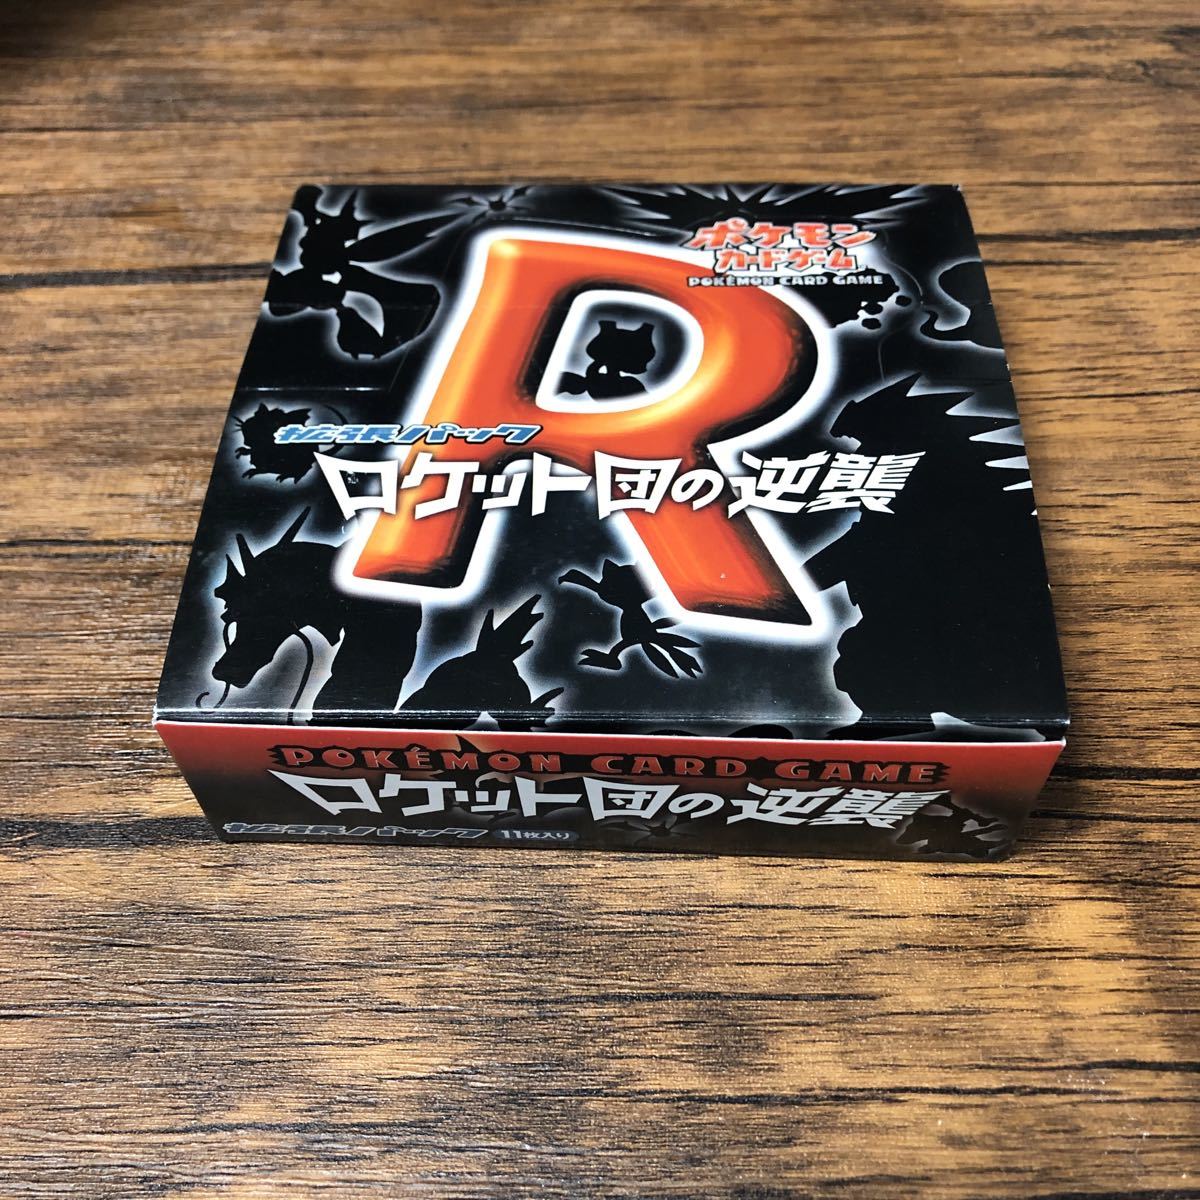 ポケモン
カードゲーム
POKÉMON CARD GAME
R
拡張パック
ロケット団の逆襲
POKÉMON CARD GAME
ロケット団の逆襲
拡張パック 11枚入り